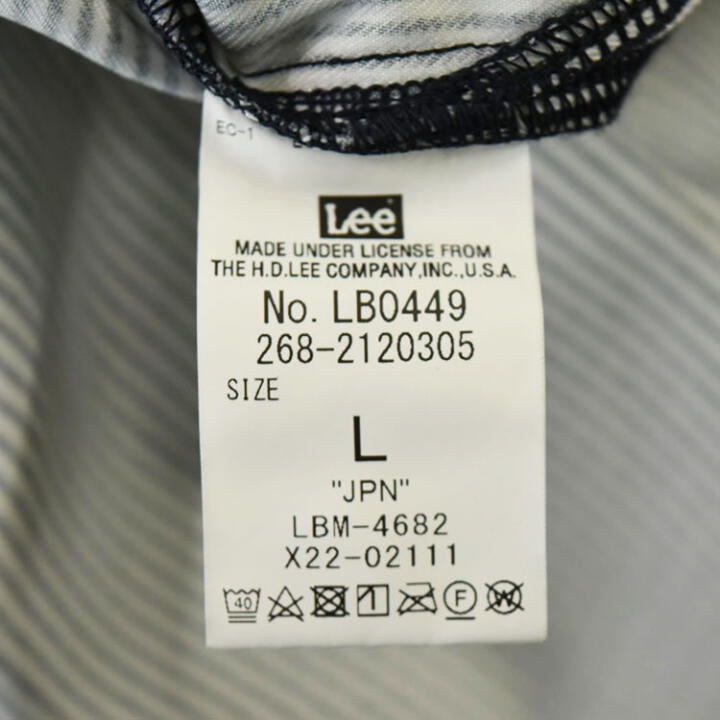 EC-1
Lee
MADE UNDER LICENSE FROM
THE H.D.LEE COMPANY,INC.,U.S.A.
No. LB0449
268-2120305
SIZE
L
"JPN"
LBM-4682
X22-02111
40
F
W